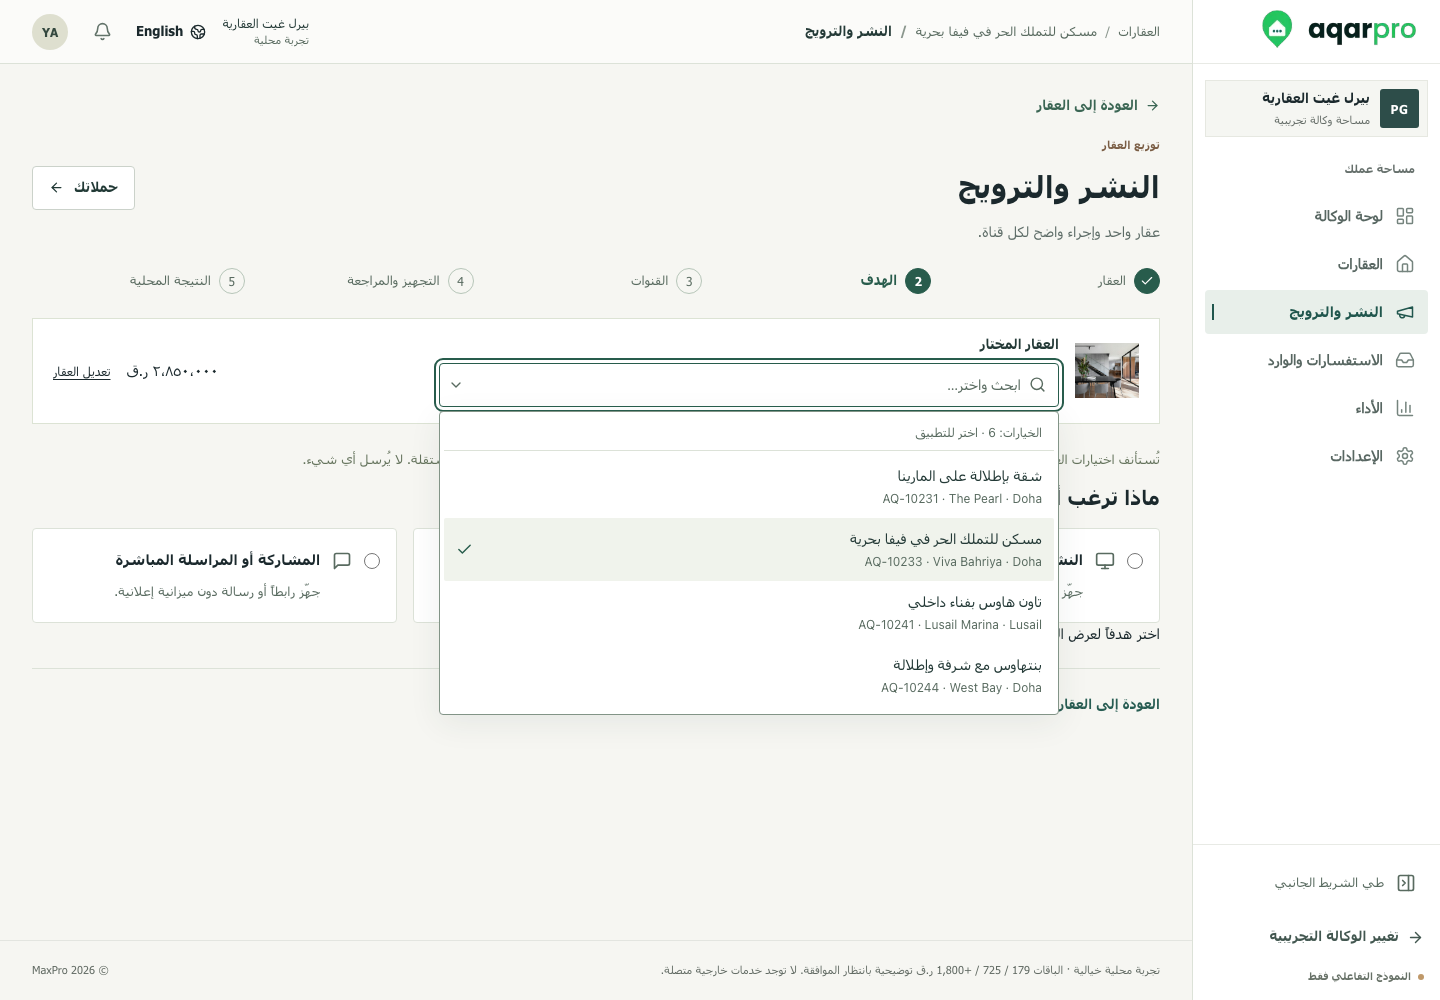 aqarpro
PG
بيرل غيت العقارية
مساحة وكالة تجريبية
مساحة عملك
لوحة الوكالة
العقارات
النشر والترويج
الاستفسارات والوارد
الأداء
الإعدادات
طي الشريط الجانبي
تغيير الوكالة التجريبية
النموذج التفاعلي فقط
العقارات / مسكن للتملك الحر في فيفا بحرية / النشر والترويج
بيرل غيت العقارية
تجربة محلية
English
YA
العودة إلى العقار
توزيع العقار
النشر والترويج
حملاتك
عقار واحد وإجراء واضح لكل قناة.
العقار
2 الهدف
3 القنوات
4 التجهيز والمراجعة
5 النتيجة المحلية
العقار المختار
ابحث واختر...
٢،٨٥٠،٠٠٠ ر.ق
تعديل العقار
الخيارات: 6 · اختر للتطبيق
شقة بإطلالة على المارينا
AQ-10231 · The Pearl · Doha
مسكن للتملك الحر في فيفا بحرية
AQ-10233 · Viva Bahriya · Doha
تاون هاوس بفناء داخلي
AQ-10241 · Lusail Marina · Lusail
بنتهاوس مع شرفة وإطلالة
AQ-10244 · West Bay · Doha
تُستأنف اختيارات
لا يُرسل أي شيء.
ماذا ترغب
جهّز
المشاركة أو المراسلة المباشرة
جهّز رابطاً أو رسالة دون ميزانية إعلانية.
اختر هدفاً لعرض
العودة إلى العقار
تجربة محلية خيالية · الباقات 179 / 725 / +1,800 ر.ق توضيحية بانتظار الموافقة. لا توجد خدمات خارجية متصلة.
© 2026 MaxPro